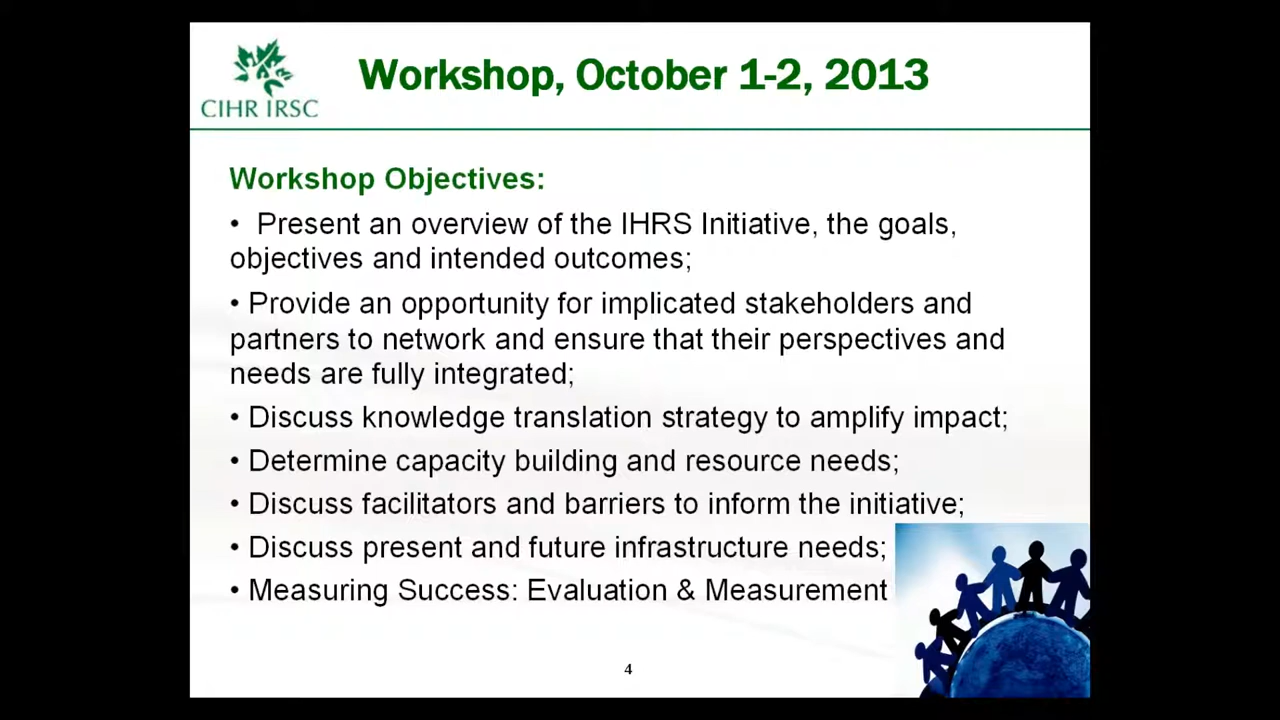 CIHR IRSC
Workshop, October 1-2, 2013
Workshop Objectives:
• Present an overview of the IHRS Initiative, the goals,
objectives and intended outcomes;
• Provide an opportunity for implicated stakeholders and
partners to network and ensure that their perspectives and
needs are fully integrated;
• Discuss knowledge translation strategy to amplify impact;
• Determine capacity building and resource needs;
• Discuss facilitators and barriers to inform the initiative;
• Discuss present and future infrastructure needs;
• Measuring Success: Evaluation & Measurement
4